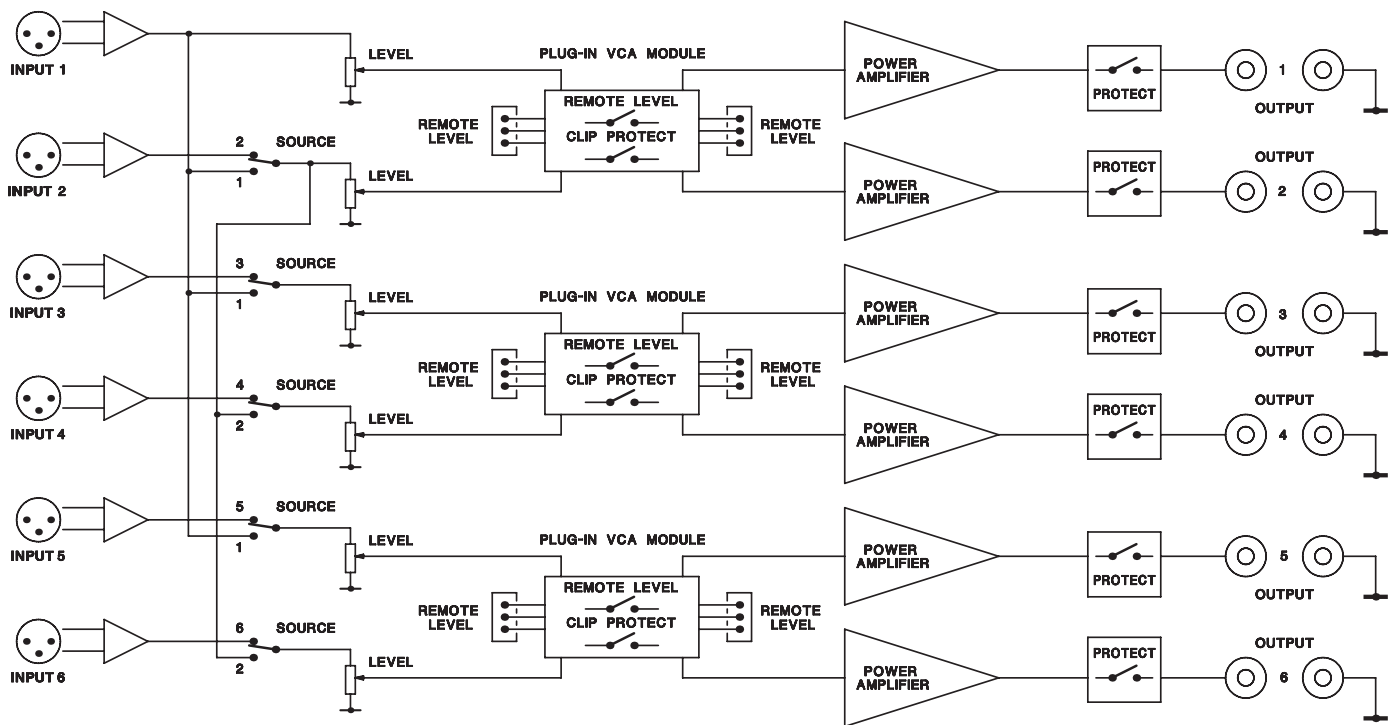 INPUT 1
LEVEL
PLUG-IN VCA MODULE
REMOTE LEVEL
CLIP PROTECT
REMOTE
LEVEL
REMOTE
LEVEL
POWER
AMPLIFIER
PROTECT
1
OUTPUT
INPUT 2
2
SOURCE
1
LEVEL
POWER
AMPLIFIER
PROTECT
OUTPUT
2
INPUT 3
3
SOURCE
1
LEVEL
PLUG-IN VCA MODULE
REMOTE LEVEL
CLIP PROTECT
REMOTE
LEVEL
REMOTE
LEVEL
POWER
AMPLIFIER
PROTECT
3
OUTPUT
INPUT 4
4
SOURCE
2
LEVEL
POWER
AMPLIFIER
PROTECT
OUTPUT
4
INPUT 5
5
SOURCE
1
LEVEL
PLUG-IN VCA MODULE
REMOTE LEVEL
CLIP PROTECT
REMOTE
LEVEL
REMOTE
LEVEL
POWER
AMPLIFIER
PROTECT
5
OUTPUT
INPUT 6
6
SOURCE
2
LEVEL
POWER
AMPLIFIER
PROTECT
OUTPUT
6